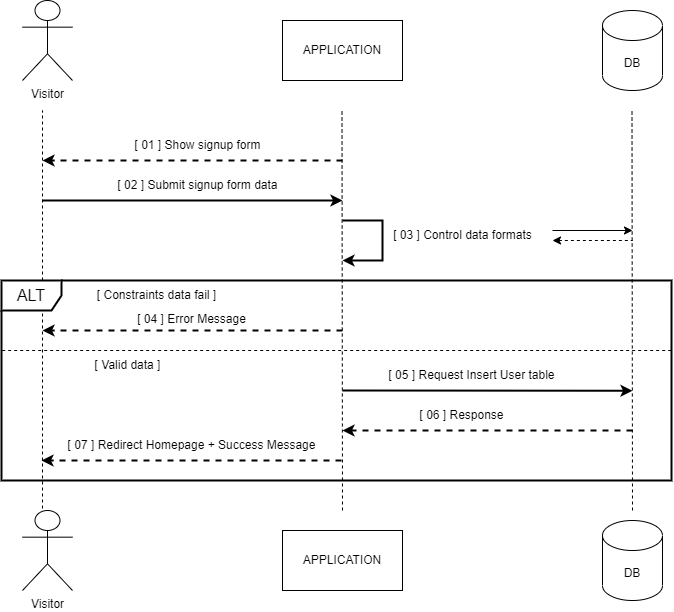 Visitor
APPLICATION
DB
[ 01 ] Show signup form
[ 02 ] Submit signup form data
[ 03 ] Control data formats
ALT
[ Constraints data fail ]
[ 04 ] Error Message
[ Valid data ]
[ 05 ] Request Insert User table
[ 06 ] Response
[ 07 ] Redirect Homepage + Success Message
Visitor
APPLICATION
DB